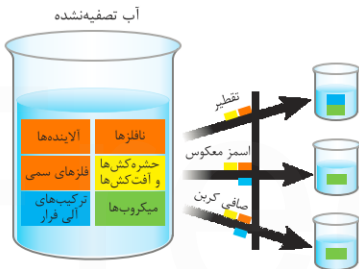 آب تصفیه‌نشده
نافلزها
آلاینده‌ها
حشره‌کش‌ها
و آفت‌کش‌ها
فلزهای سمی
میکروب‌ها
ترکیب‌های
آلی فرار
تقطیر
اسمز معکوس
صافی کربن